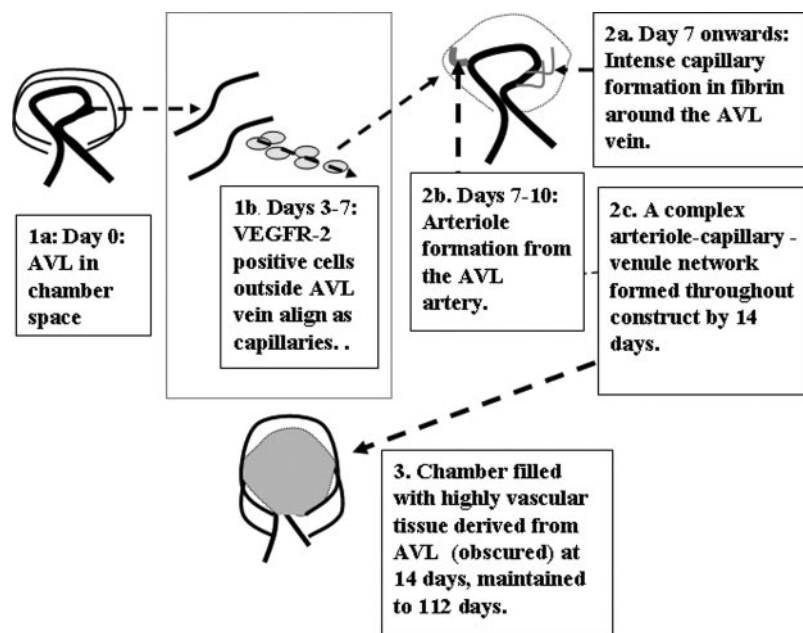 1a: Day 0:
AVL in
chamber
space
1b. Days 3-7:
VEGFR-2
positive cells
outside AVL
vein align as
capillaries. .
2a. Day 7 onwards:
Intense capillary
formation in fibrin
around the AVL
vein.
2b. Days 7-10:
Arteriole
formation from
the AVL
artery.
2c. A complex
arteriole-capillary -
venule network
formed throughout
construct by 14
days.
3. Chamber filled
with highly vascular
tissue derived from
AVL (obscured) at
14 days, maintained
to 112 days.